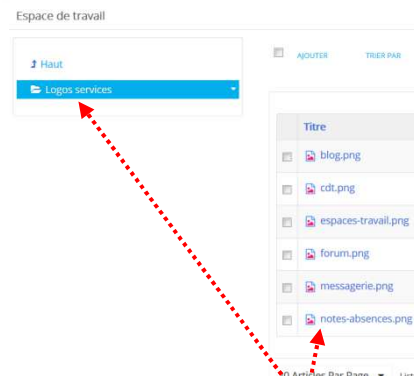 Espace de travail
Haut
Logos services
AJOUTER TRIER PAR
Titre
blog.png
cdt.png
espaces-travail.png
forum.png
messagerie.png
notes-absences.png
Articles Par Page